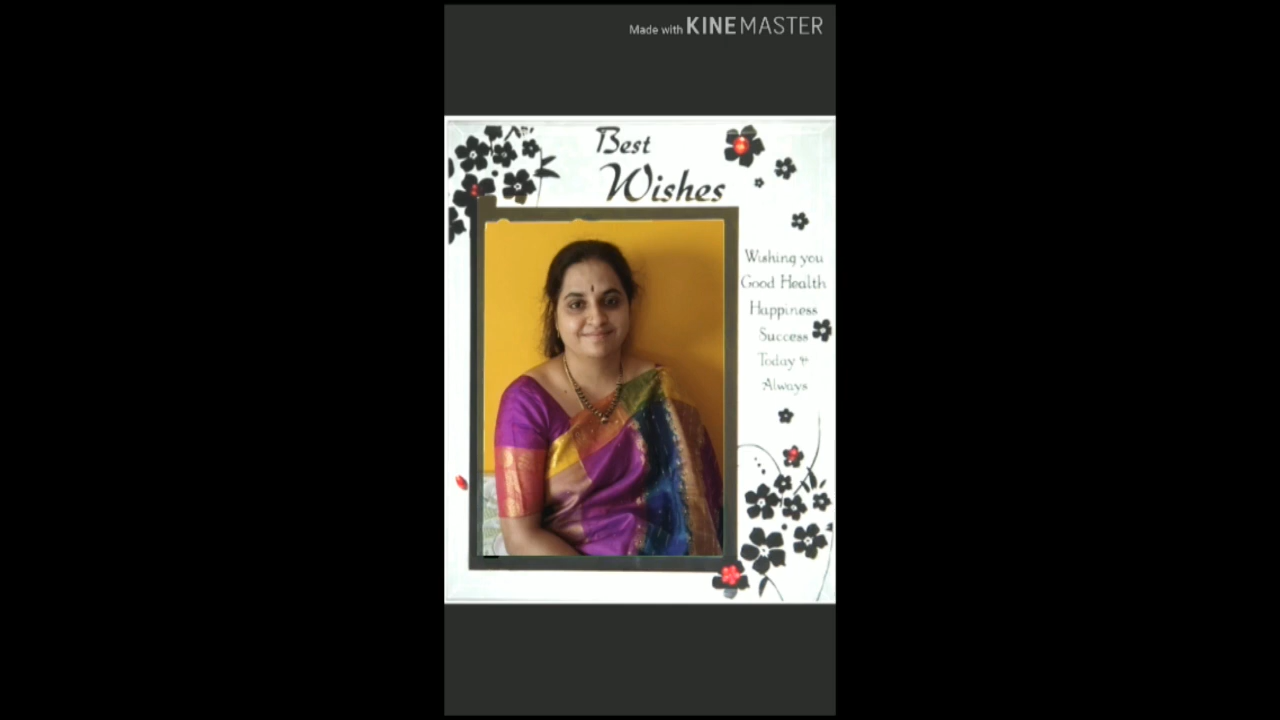 Made with KINEMASTER
Best
Wishes
Wishing you
Good Health
Happiness
Success
Today &
Always